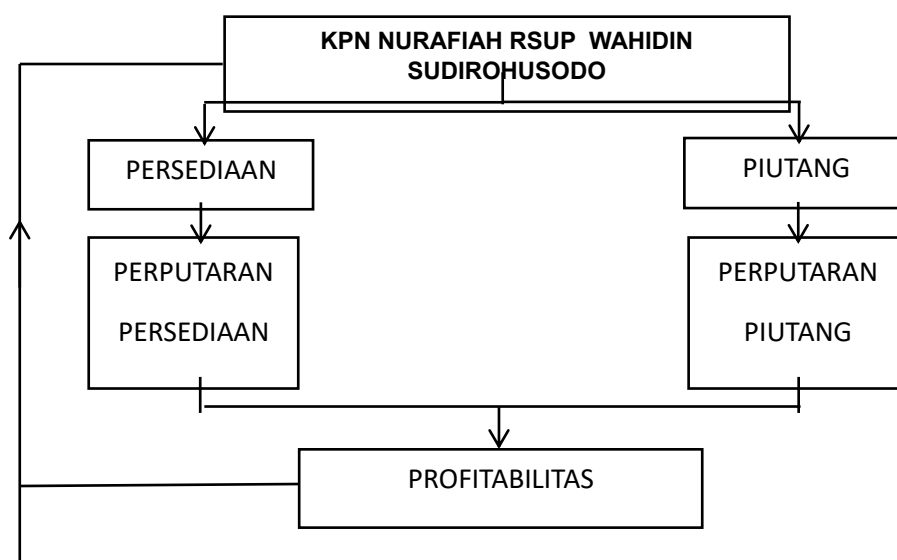 KPN NURAFIAH RSUP WAHIDIN
SUDIROHUSODO
PERSEDIAAN
PIUTANG
PERPUTARAN
PERSEDIAAN
PERPUTARAN
PIUTANG
PROFITABILITAS